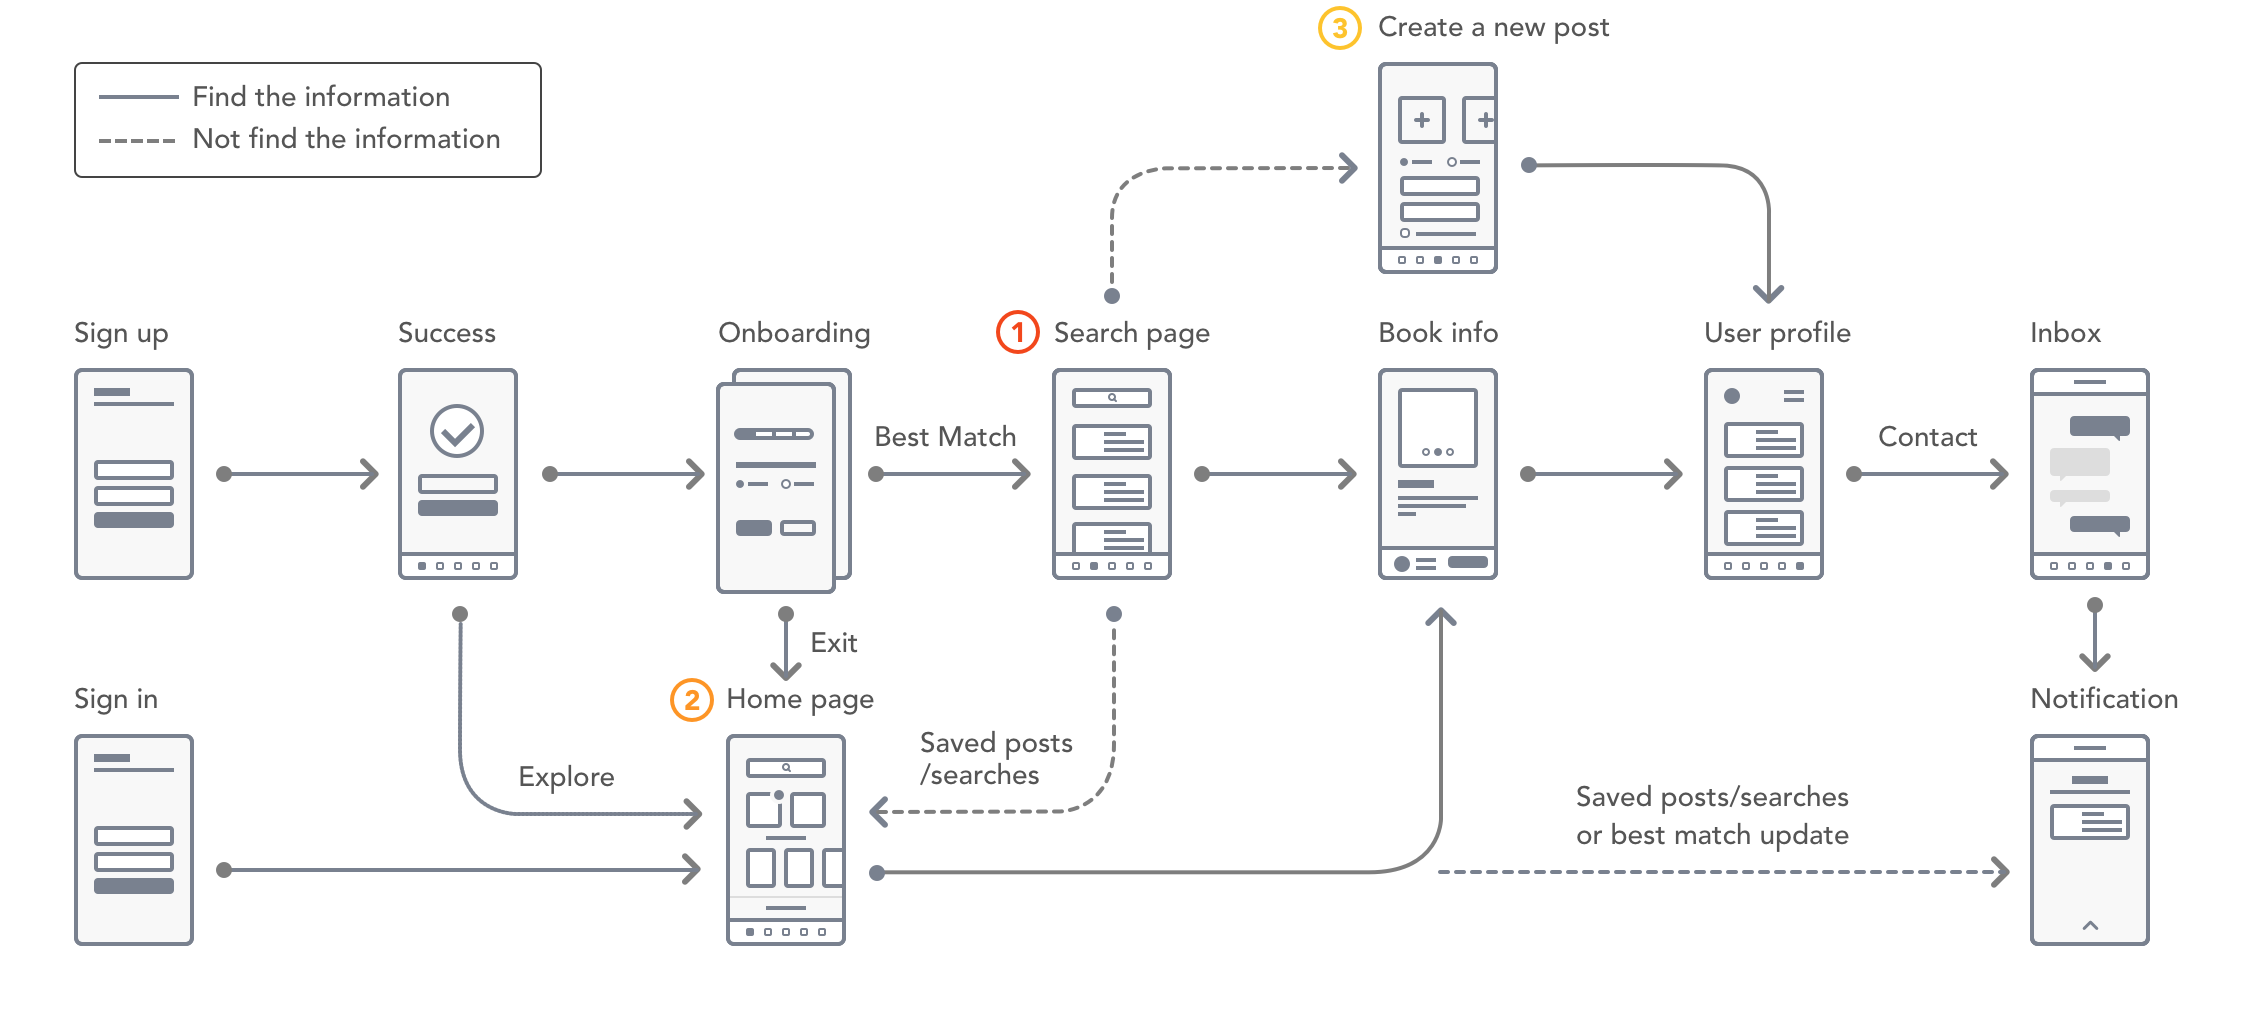 3 Create a new post
Find the information
Not find the information
Sign up
Success
Onboarding
1 Search page
Book info
User profile
Inbox
Best Match
Contact
Exit
Sign in
2 Home page
Notification
Explore
Saved posts
/searches
Saved posts/searches
or best match update